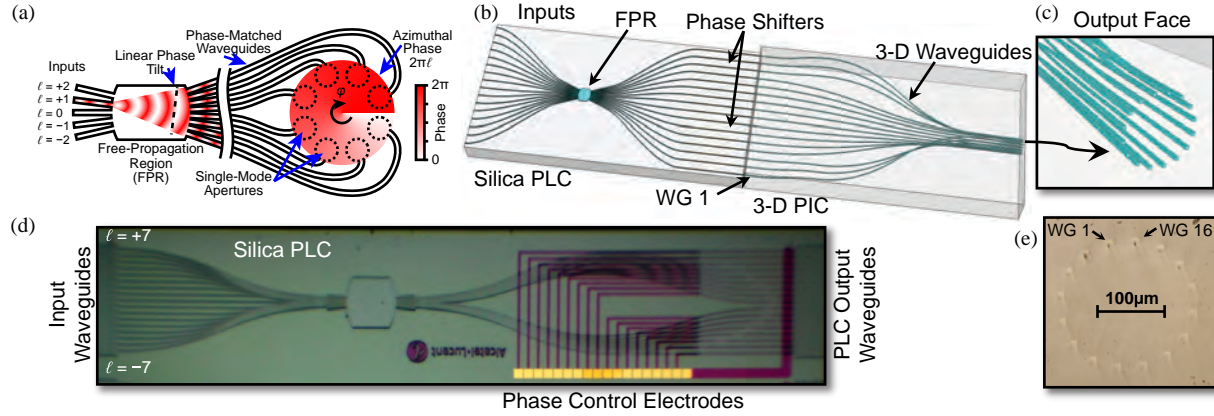 (a)
Linear Phase
Tilt
Phase-Matched
Waveguides
Azimuthal
Phase
2πℓ
Inputs
ℓ = +2
ℓ = +1
ℓ = 0
ℓ = −1
ℓ = −2
φ
2π
Phase
0
Free-Propagation
Region
(FPR)
Single-Mode
Apertures
(b)
Inputs
FPR
Phase Shifters
3-D Waveguides
Silica PLC
WG 1
3-D PIC
(c)
Output Face
(d)
Input
Waveguides
ℓ = +7
Silica PLC
ℓ = −7
Alcatel·Lucent
PLC Output
Waveguides
Phase Control Electrodes
(e)
WG 1
WG 16
100µm